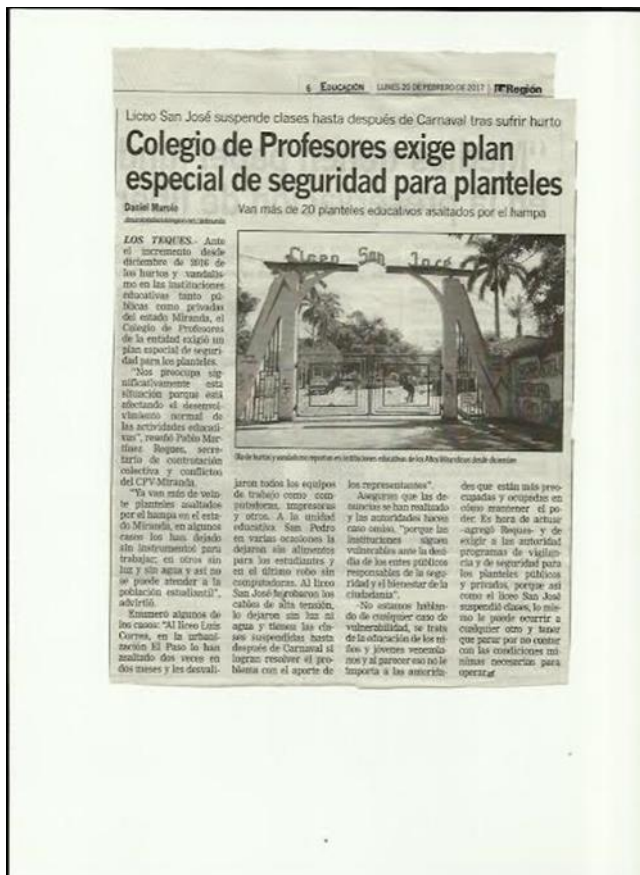 6 EDUCACIÓN LUNES 20 DE FEBRERO DE 2017 La Región
Liceo San José suspende clases hasta después de Carnaval tras sufrir hurto
Colegio de Profesores exige plan
especial de seguridad para planteles
Daniel Murolo
Van más de 20 planteles educativos asaltados por el hampa
Liceo San José
Ola de hurtos y vandalismo reportan en instituciones educativas de los Altos Mirandinos desde diciembre
LOS TEQUES.- Ante
el incremento desde
diciembre de 2016 de
los hurtos y vandalis-
mo en las instituciones
educativas tanto pú-
blicas como privadas
del estado Miranda, el
Colegio de Profesores
de la entidad exigió un
plan especial de seguri-
dad para los planteles.
"Nos preocupa sig-
nificativamente esta
situación porque está
afectando el desenvol-
vimiento normal de
las actividades educati-
vas", reseñó Pablo Mar-
tínez Reques, secre-
tario de contratación
colectiva y conflictos
del CPV-Miranda.
"Ya van más de vein-
te planteles asaltados
por el hampa en el esta-
do Miranda, en algunos
casos los han dejado
sin instrumentos para
trabajar, en otros sin
luz y sin agua y así no
se puede atender a la
población estudiantil",
advirtió.
Enumeró algunos de
los casos: "Al liceo Luis
Correa, en la urbani-
zación El Paso lo han
asaltado dos veces en
dos meses y les desvali-
jaron todos los equipos
de trabajo como com-
putadoras, impresoras
y otros. A la unidad
educativa San Pedro
en varias ocasiones la
dejaron sin alimentos
para los estudiantes y
en el último robo sin
computadoras. Al liceo
San José le robaron los
cables de alta tensión,
lo dejaron sin luz ni
agua y tienen las cla-
ses suspendidas hasta
después de Carnaval si
logran resolver el pro-
blema con el aporte de
los representantes".
Aseguran que las de-
nuncias se han realizado
y las autoridades hacen
caso omiso, "porque las
instituciones siguen
vulnerables ante la desi-
dia de los entes públicos
responsables de la segu-
ridad y el bienestar de la
ciudadanía".
-No estamos hablan-
do de cualquier caso de
vulnerabilidad, se trata
de la educación de los ni-
ños y jóvenes venezola-
nos y al parecer eso no le
importa a las autorida-
des que están más preo-
cupadas y ocupadas en
cómo mantener el po-
der. Es hora de actuar
-agregó Reques- y de
exigir a las autoridad
programas de vigilan-
cia y de seguridad para
los planteles públicos
y privados, porque así
como el liceo San José
suspendió clases, lo mis-
mo le puede ocurrir a
cualquier otro y tener
que parar por no contar
con las condiciones mí-
nimas necesarias para
operar.